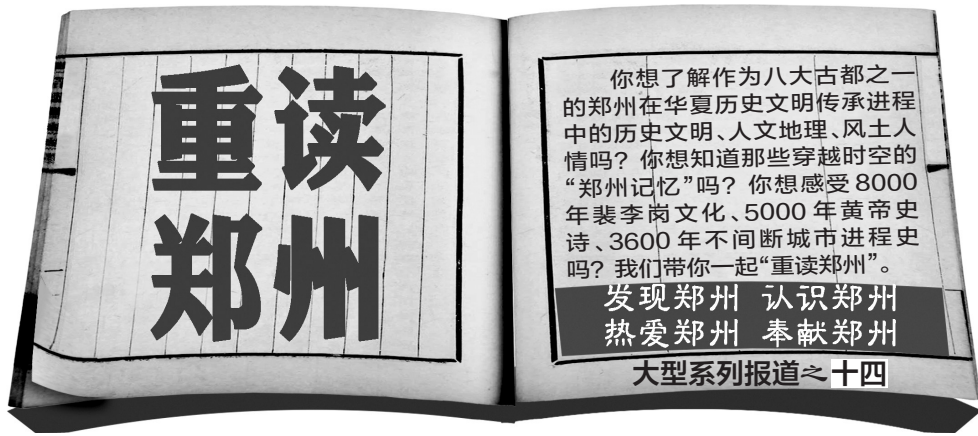 重读
郑州
你想了解作为八大古都之一
的郑州在华夏历史文明传承进程
中的历史文明、人文地理、风土人
情吗？你想知道那些穿越时空的
“郑州记忆”吗？你想感受8000
年裴李岗文化、5000年黄帝史
诗、3600年不间断城市进程史
吗？我们带你一起“重读郑州”。
发现郑州 认识郑州
热爱郑州 奉献郑州
大型系列报道之十四